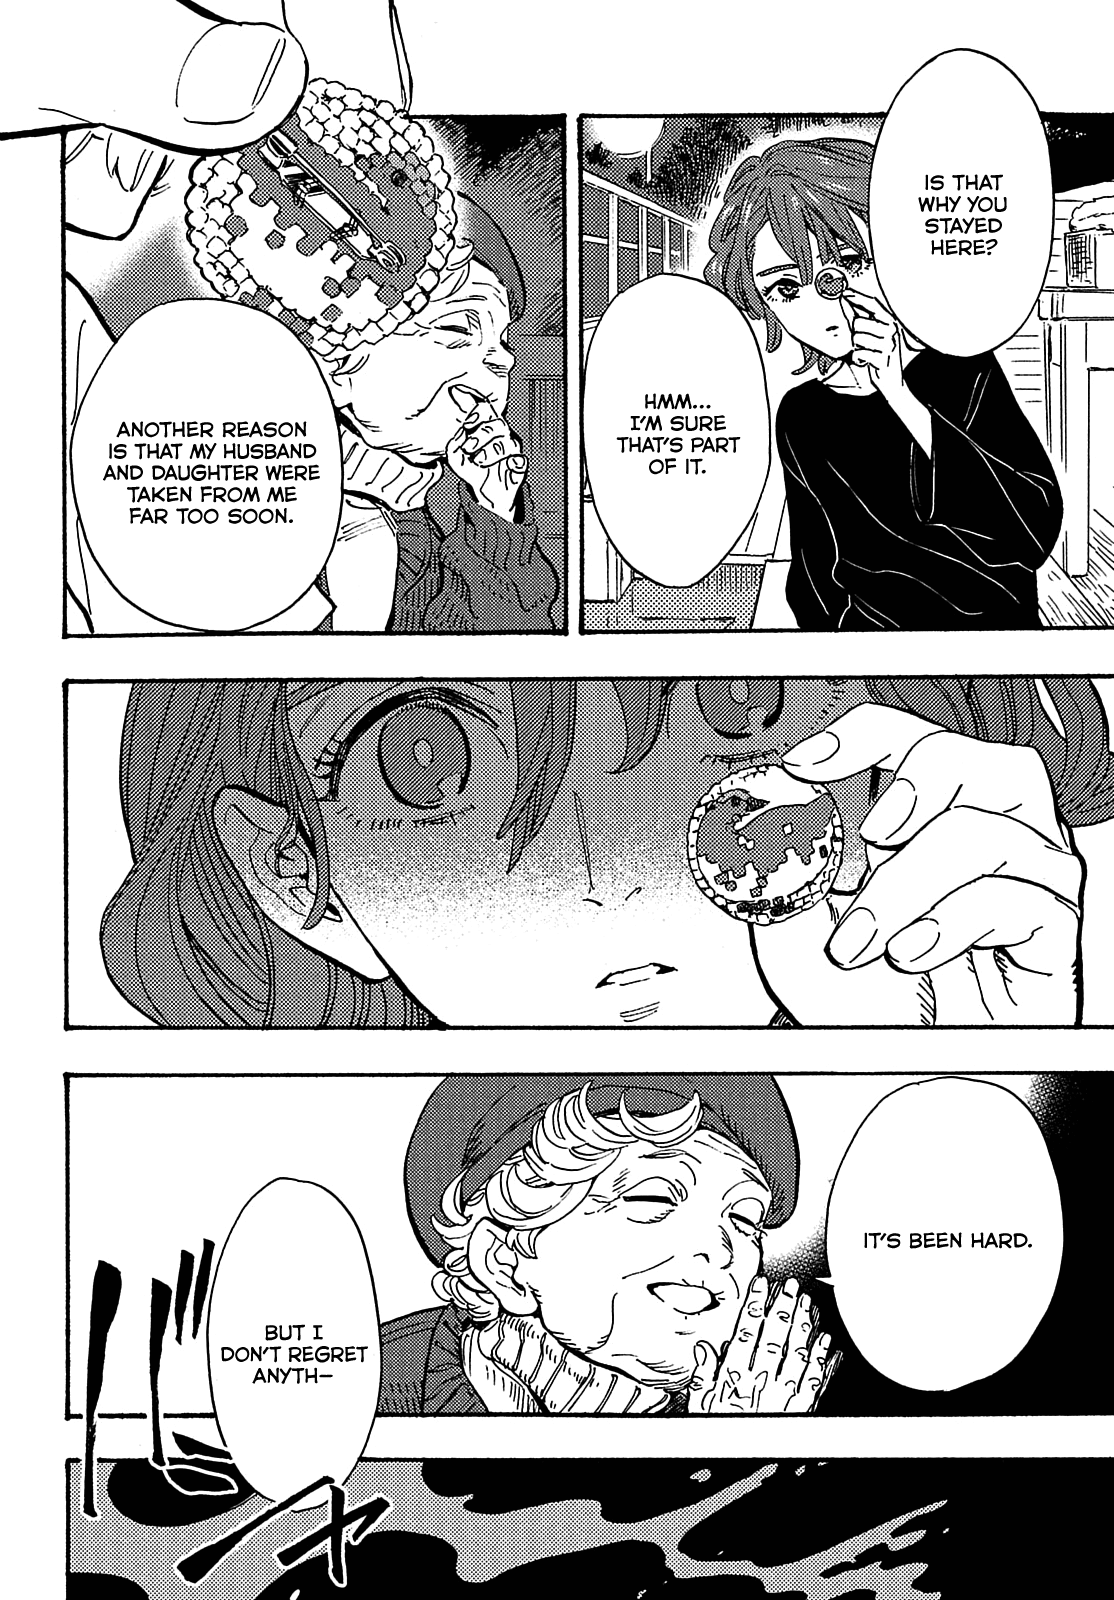 IS THAT
WHY YOU
STAYED
HERE?
HMM...
I'M SURE
THAT'S PART
OF IT.
ANOTHER REASON
IS THAT MY HUSBAND
AND DAUGHTER WERE
TAKEN FROM ME
FAR TOO SOON.
IT'S BEEN HARD.
BUT I
DON'T REGRET
ANYTH–